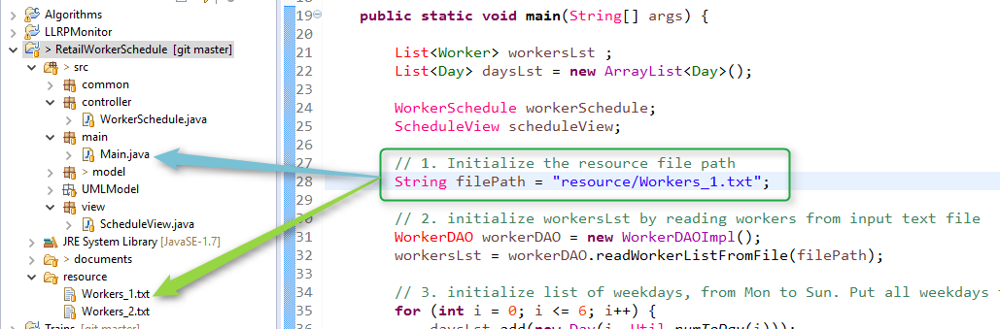 Algorithms
LLRPMonitor
> RetailWorkerSchedule [git master]
> src
common
controller
WorkerSchedule.java
main
Main.java
> model
UMLModel
view
ScheduleView.java
JRE System Library [JavaSE-1.7]
> documents
resource
Workers_1.txt
Workers_2.txt
Trains [git master]
19 public static void main(String[] args) {
20
21 List<Worker> workersLst ;
22 List<Day> daysLst = new ArrayList<Day>();
23
24 WorkerSchedule workerSchedule;
25 ScheduleView scheduleView;
26
27 // 1. Initialize the resource file path
28 String filePath = "resource/Workers_1.txt";
29
30 // 2. initialize workersLst by reading workers from input text file
31 WorkerDAO workerDAO = new WorkerDAOImpl();
32 workersLst = workerDAO.readWorkerListFromFile(filePath);
33
34 // 3. initialize list of weekdays, from Mon to Sun. Put all weekdays
35 for (int i = 0; i <= 6; i++) {
36 daysLst.add(new Day(i, Util.numToDay(i)));